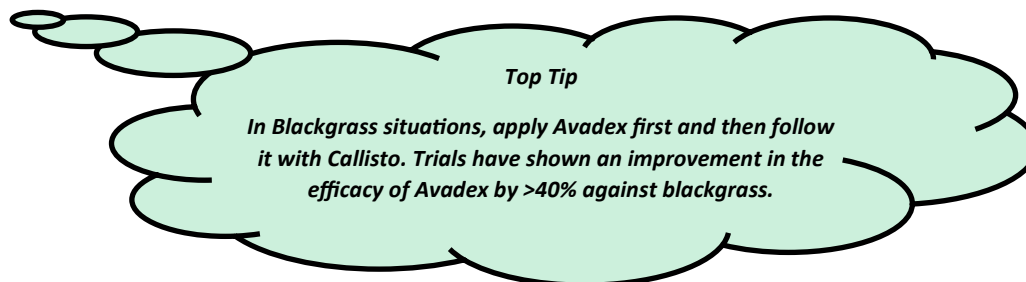 Top Tip
In Blackgrass situations, apply Avadex first and then follow
it with Callisto. Trials have shown an improvement in the
efficacy of Avadex by >40% against blackgrass.